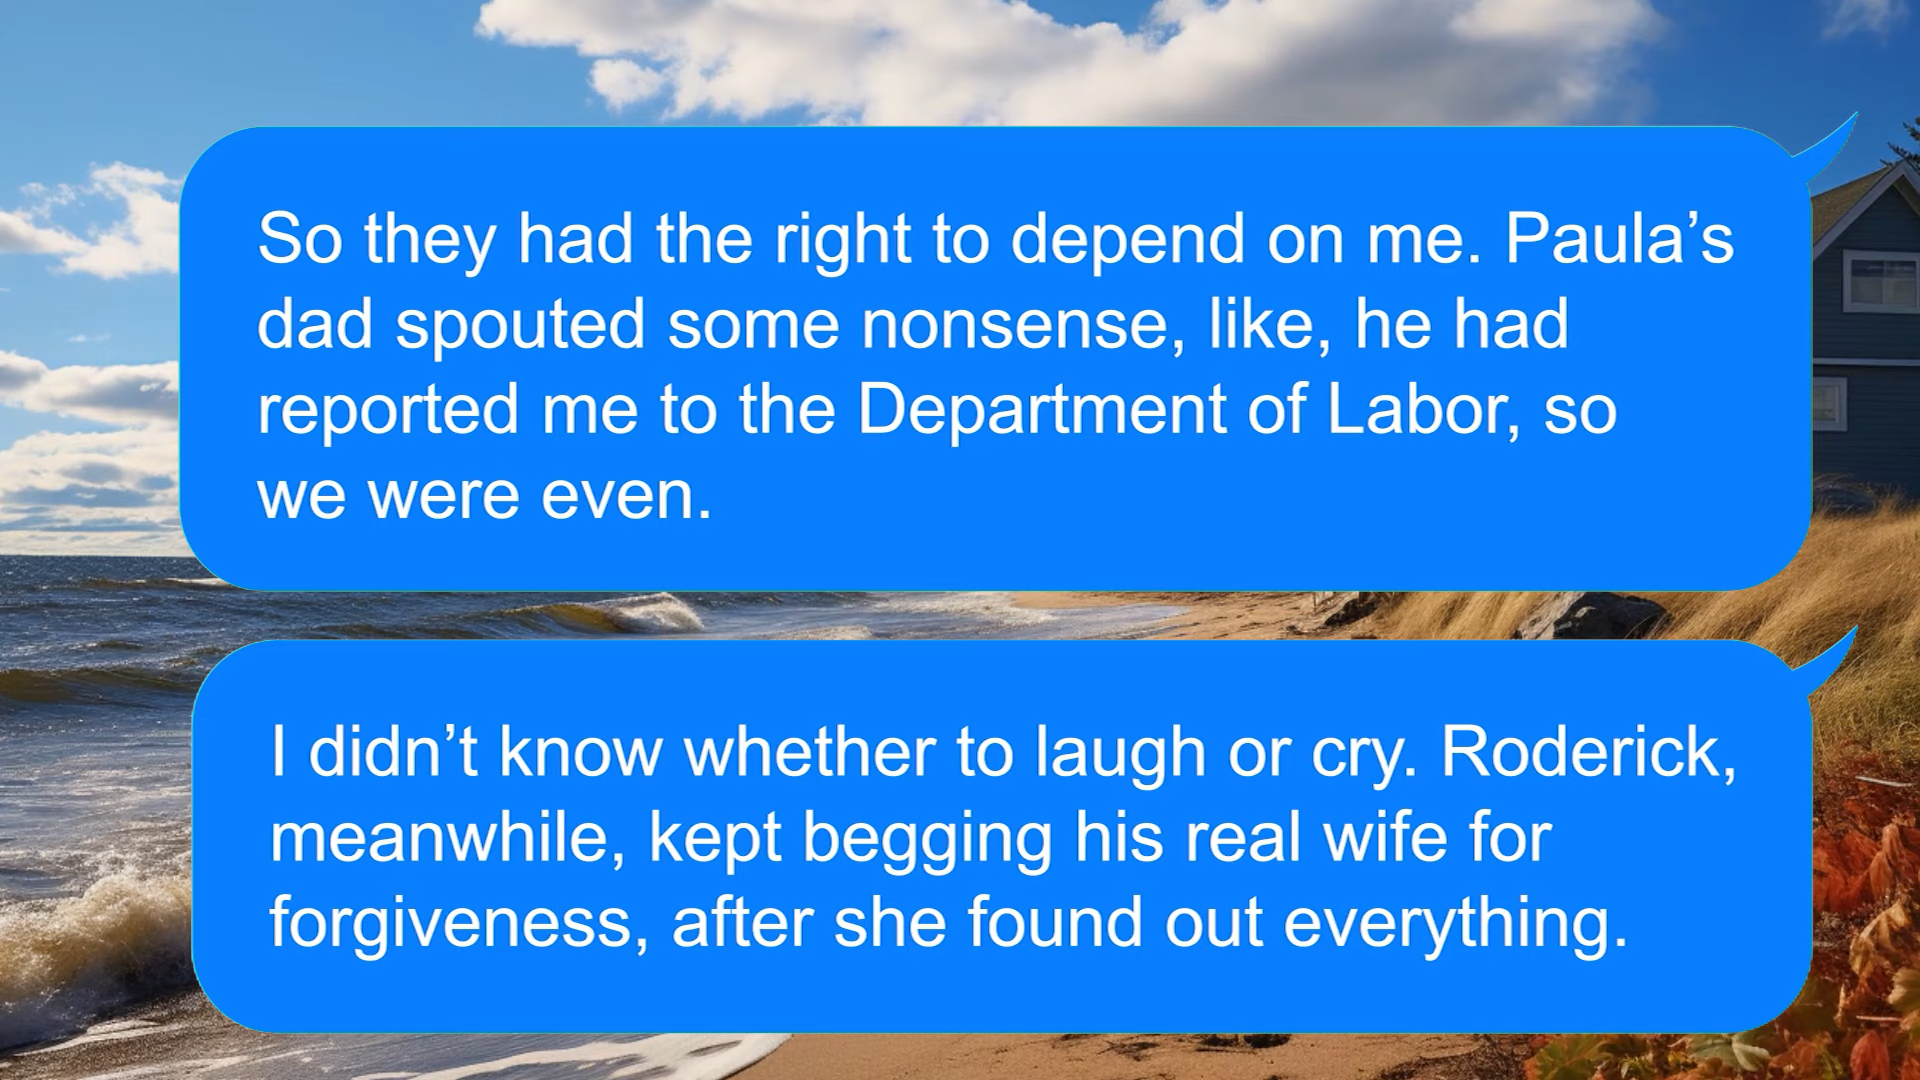 So they had the right to depend on me. Paula’s
dad spouted some nonsense, like, he had
reported me to the Department of Labor, so
we were even.
I didn’t know whether to laugh or cry. Roderick,
meanwhile, kept begging his real wife for
forgiveness, after she found out everything.